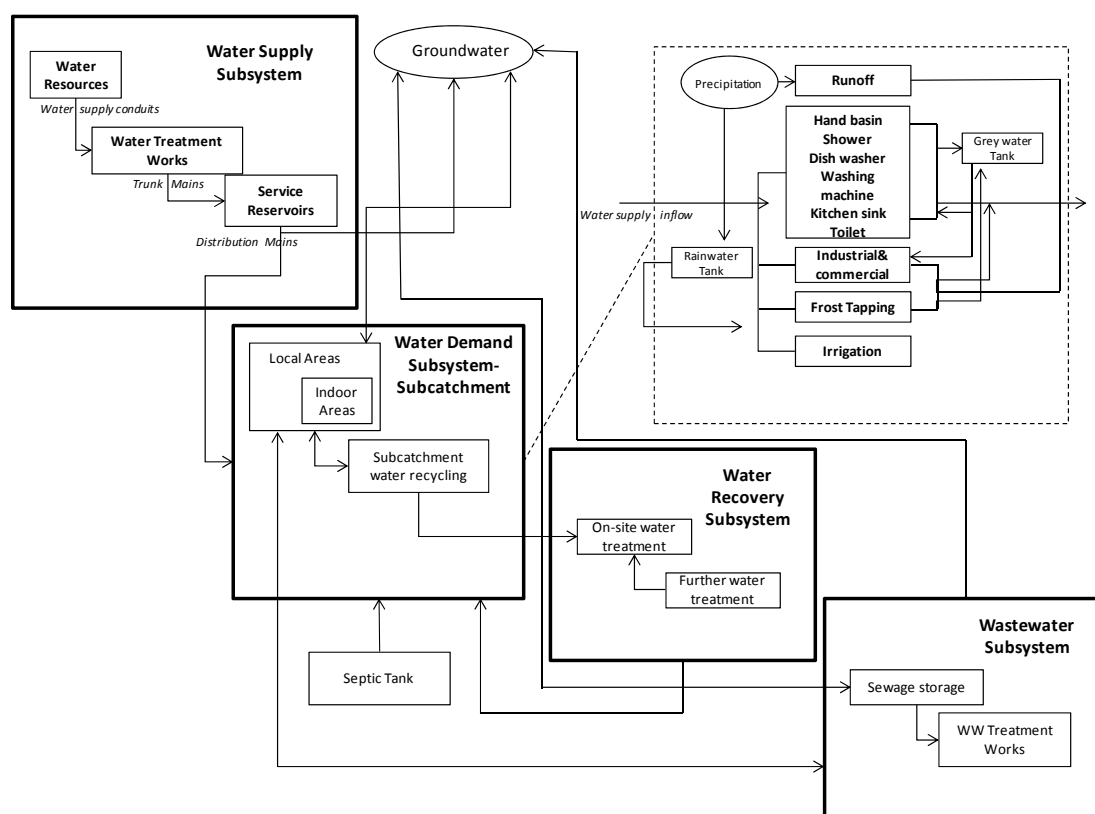 Water Supply
Subsystem
Water
Resources
Water supply conduits
Water Treatment
Works
Trunk Mains
Service
Reservoirs
Distribution Mains
Groundwater
Precipitation
Runoff
Hand basin
Shower
Dish washer
Washing
machine
Kitchen sink
Toilet
Grey water
Tank
Water supply inflow
Rainwater
Tank
Industrial&
commercial
Frost Tapping
Irrigation
Water Demand
Subsystem-
Subcatchment
Local Areas
Indoor
Areas
Subcatchment
water recycling
Water
Recovery
Subsystem
On-site water
treatment
Further water
treatment
Septic Tank
Wastewater
Subsystem
Sewage storage
WW Treatment
Works